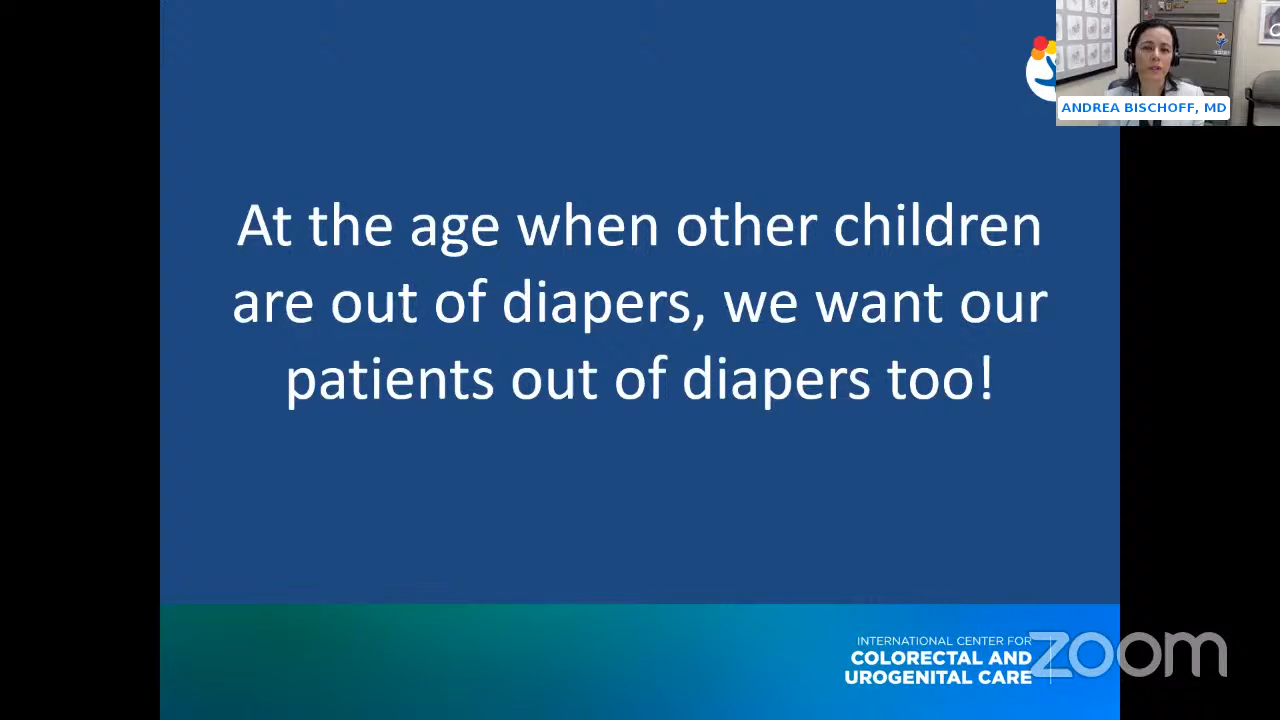 ANDREA BISCHOFF, MD
At the age when other children
are out of diapers, we want our
patients out of diapers too!
INTERNATIONAL CENTER FOR
COLORECTAL AND
UROGENITAL CARE
zoom